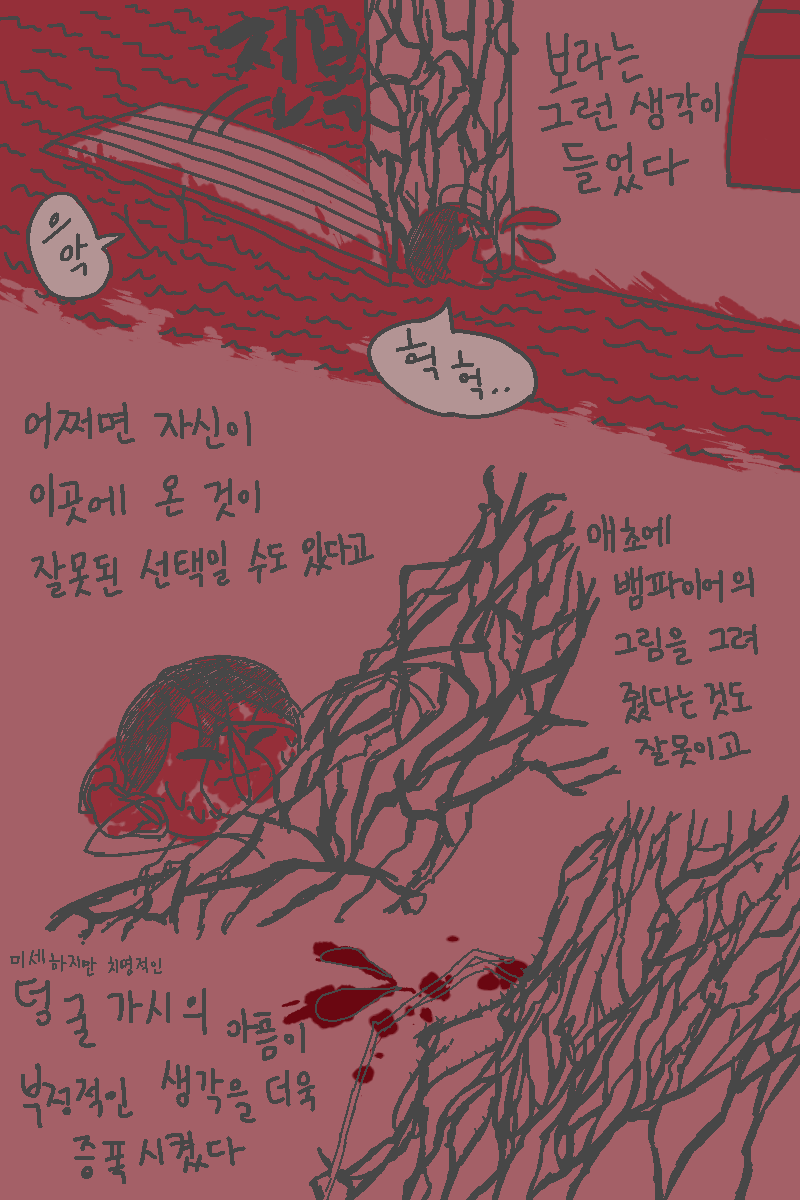 전복
보라는
그런 생각이
들었다
으악
헉 헉..
어쩌면 자신이
이곳에 온 것이
잘못된 선택일 수도 있다고
애초에
뱀파이어의
그림을 그려
줬다는 것도
잘못이고
미세하지만 치명적인
덩굴 가시의 아픔이
부정적인 생각을 더욱
증폭시켰다